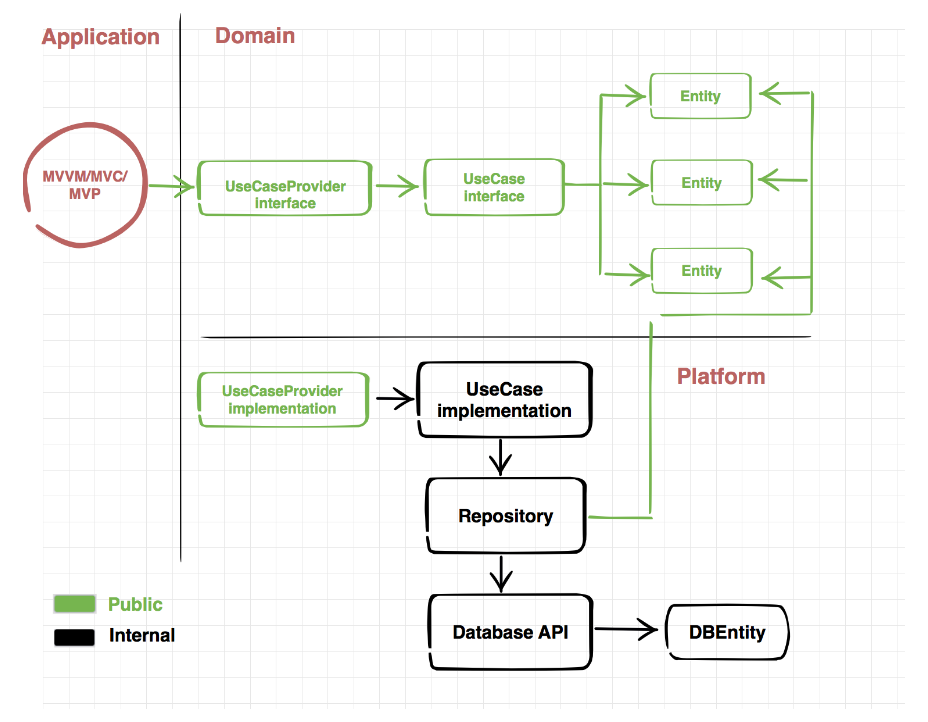 Application
Domain
MVVM/MVC/
MVP
UseCaseProvider
interface
UseCase
interface
Entity
Entity
Entity
Platform
UseCaseProvider
implementation
UseCase
implementation
Repository
Database API
DBEntity
Public
Internal